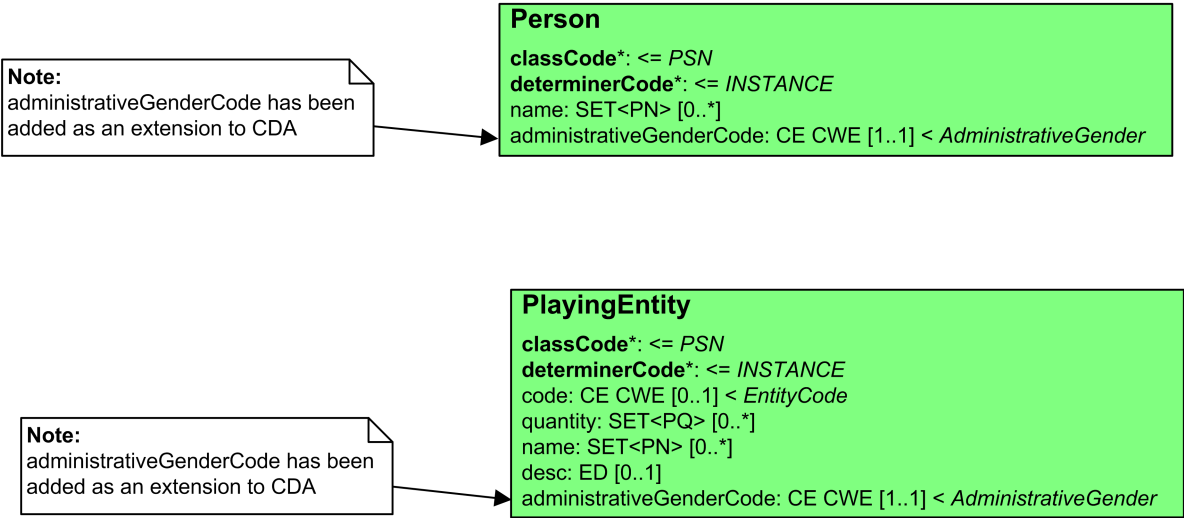 Person
classCode*: <= PSN
determinerCode*: <= INSTANCE
name: SET<PN> [0..*]
administrativeGenderCode: CE CWE [1..1] < AdministrativeGender
Note:
administrativeGenderCode has been
added as an extension to CDA
PlayingEntity
classCode*: <= PSN
determinerCode*: <= INSTANCE
code: CE CWE [0..1] < EntityCode
quantity: SET<PQ> [0..*]
name: SET<PN> [0..*]
desc: ED [0..1]
administrativeGenderCode: CE CWE [1..1] < AdministrativeGender
Note:
administrativeGenderCode has been
added as an extension to CDA